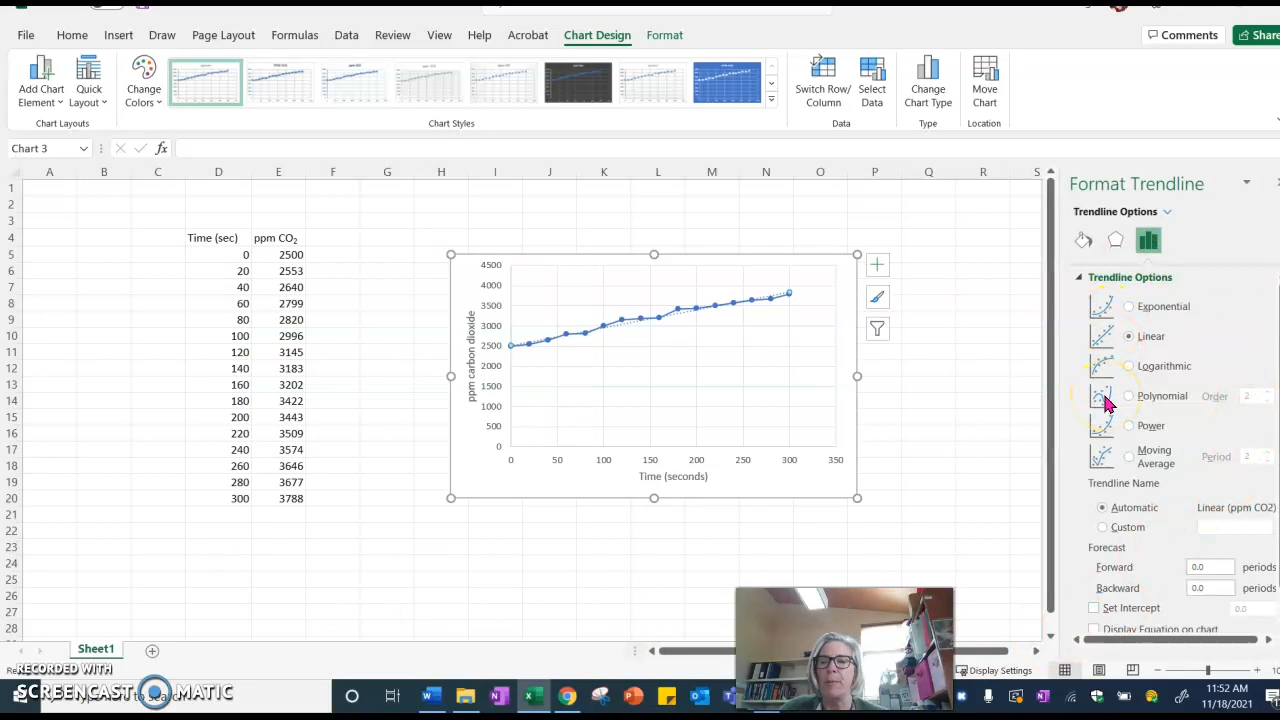 File Home Insert Draw Page Layout Formulas Data Review View Help Acrobat Chart Design Format Comments Share
Add Chart Element Quick Layout Change Colors Switch Row/ Column Select Data Change Chart Type Move Chart
Chart Layouts Chart Styles Data Type Location
Chart 3 fx
A B C D E F G H I J K L M N O P Q R S
1
2
3
4 Time (sec) ppm CO2
5 0 2500
6 20 2553
7 40 2640
8 60 2799
9 80 2820
10 100 2996
11 120 3145
12 140 3183
13 160 3202
14 180 3422
15 200 3443
16 220 3509
17 240 3574
18 260 3646
19 280 3677
20 300 3788
21
22
23
24
25
26
27
28
4500
4000
3500
3000
2500
2000
1500
1000
500
0
ppm carbon dioxide
0 50 100 150 200 250 300 350
Time (seconds)
Format Trendline
Trendline Options
Trendline Options
Exponential
Linear
Logarithmic
Polynomial Order 2
Power
Moving Average Period 2
Trendline Name
Automatic Linear (ppm CO2)
Custom
Forecast
Forward 0.0 periods
Backward 0.0 periods
Set Intercept 0.0
Display Equation on chart
Sheet1
Display Settings
RECORDED WITH
SCREENCAST MATIC
11:52 AM
11/18/2021